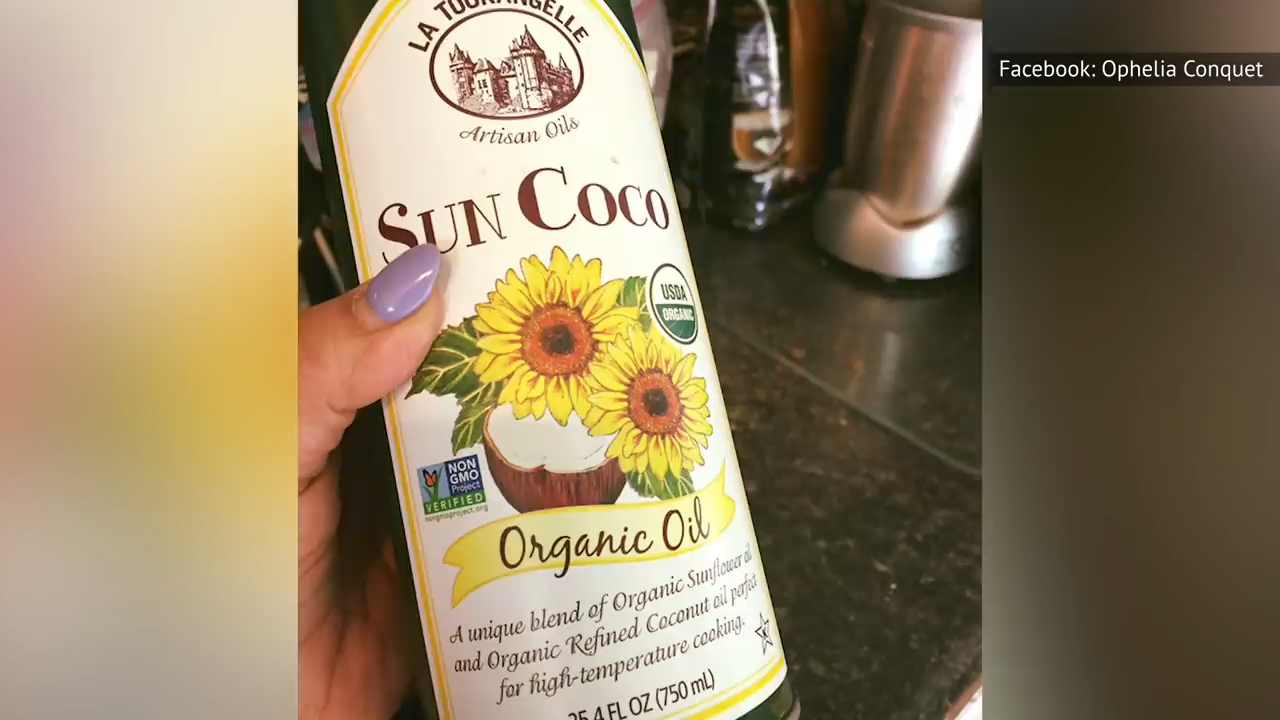 LA TOURANGELLE
Artisan Oils
SUN COCO
USDA
ORGANIC
NON
GMO
Project
VERIFIED
nongmoproject.org
Organic Oil
A unique blend of Organic Sunflower oil
and Organic Refined Coconut oil perfect
for high-temperature cooking.
K
25.4 FL OZ (750 mL)
Facebook: Ophelia Conquet